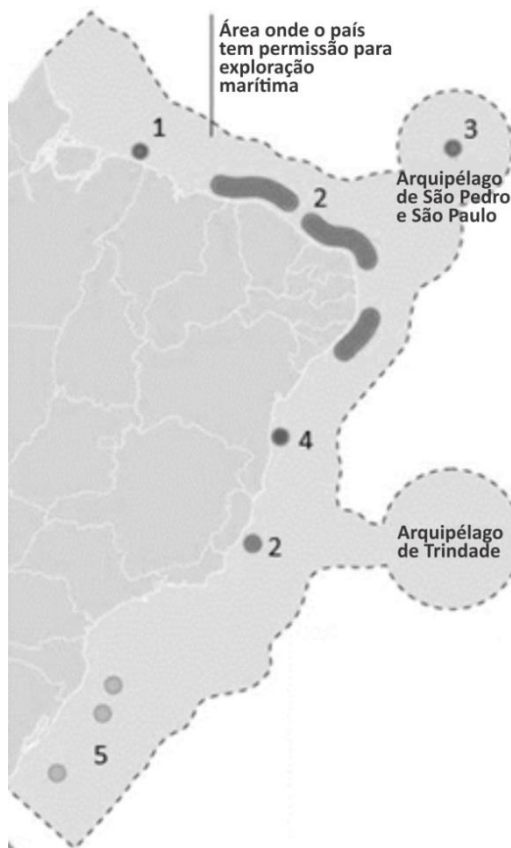 Área onde o país
tem permissão para
exploração
marítima
1
3
2
Arquipélago
de São Pedro
e São Paulo
4
2
Arquipélago
de Trindade
5